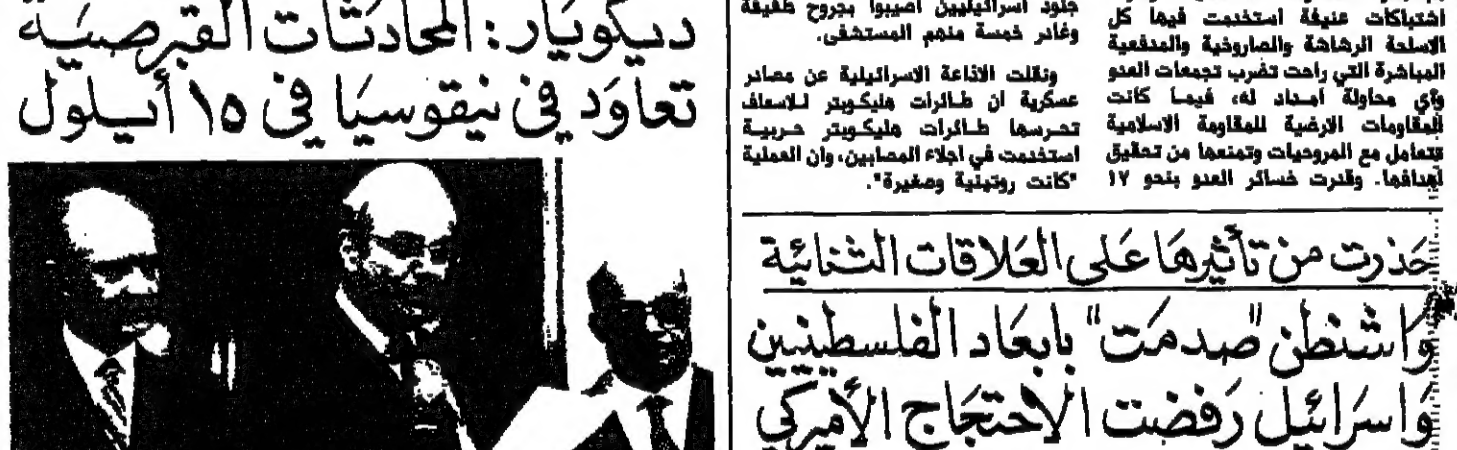 اشتباكات عنيفة استخدمت فيها كل
الاسلحة الرشاشة والصاروخية والمدفعية
المباشرة التي راحت تضرب تجمعات العدو
وأي محاولة امداد له، فيما كانت
المقاومات الارضية للمقاومة الاسلامية
تتعامل مع المروحيات وتمنعها من تحقيق
اهدافها. وقدرت خسائر العدو بنحو ١٧
جنود اسرائيليين اصيبوا بجروح طفيفة
وغادر خمسة منهم المستشفى.
ونقلت الاذاعة الاسرائيلية عن مصادر
عسكرية ان طائرات هليكوبتر للاسعاف
تحرسها طائرات هليكوبتر حربية
استخدمت في اجلاء المصابين، وان العملية
"كانت روتينية وصغيرة".
حذرت من تأثيرها على العلاقات الثنائية
واشنطن "صدمت" بابعاد الفلسطينيين
واسرائيل رفضت الاحتجاج الأميركي
ديكويار: المحادثات القبرصية
تعاود في نيقوسيا في ١٥ أيلول